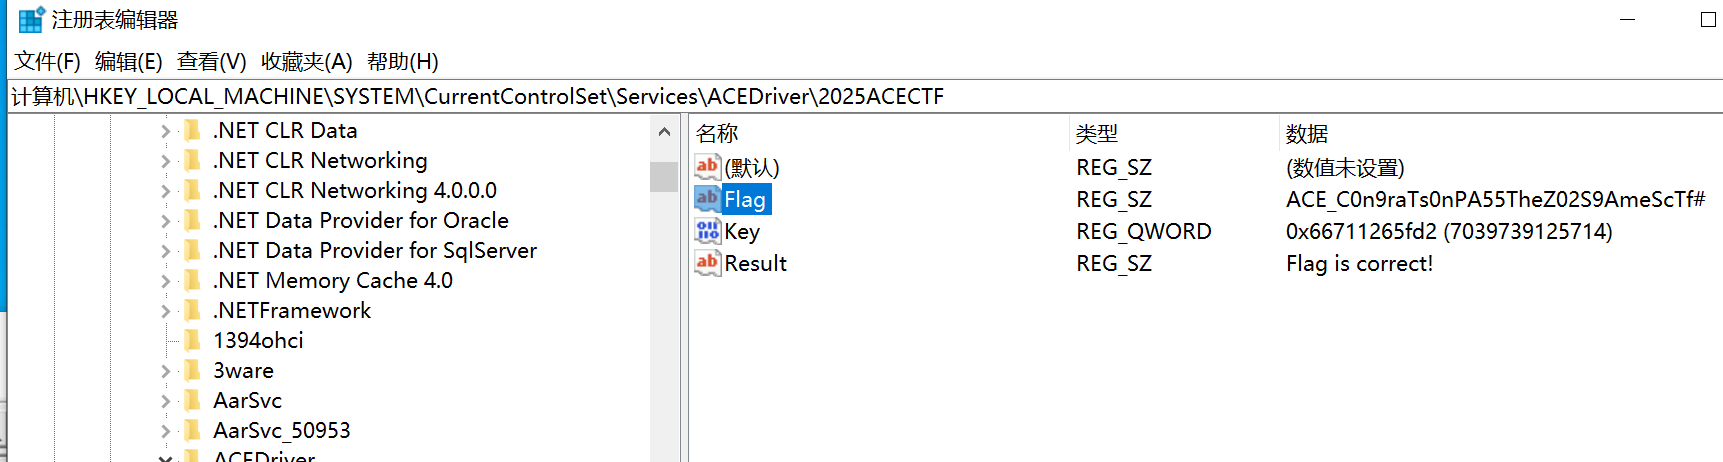 注册表编辑器
文件(F) 编辑(E) 查看(V) 收藏夹(A) 帮助(H)
计算机\HKEY_LOCAL_MACHINE\SYSTEM\CurrentControlSet\Services\ACEDriver\2025ACECTF
.NET CLR Data
.NET CLR Networking
.NET CLR Networking 4.0.0.0
.NET Data Provider for Oracle
.NET Data Provider for SqlServer
.NET Memory Cache 4.0
.NETFramework
1394ohci
3ware
AarSvc
AarSvc_50953
ACEDriver
名称 类型 数据
(默认) REG_SZ (数值未设置)
Flag REG_SZ ACE_C0n9raTs0nPA55TheZ02S9AmeScTf#
Key REG_QWORD 0x66711265fd2 (7039739125714)
Result REG_SZ Flag is correct!